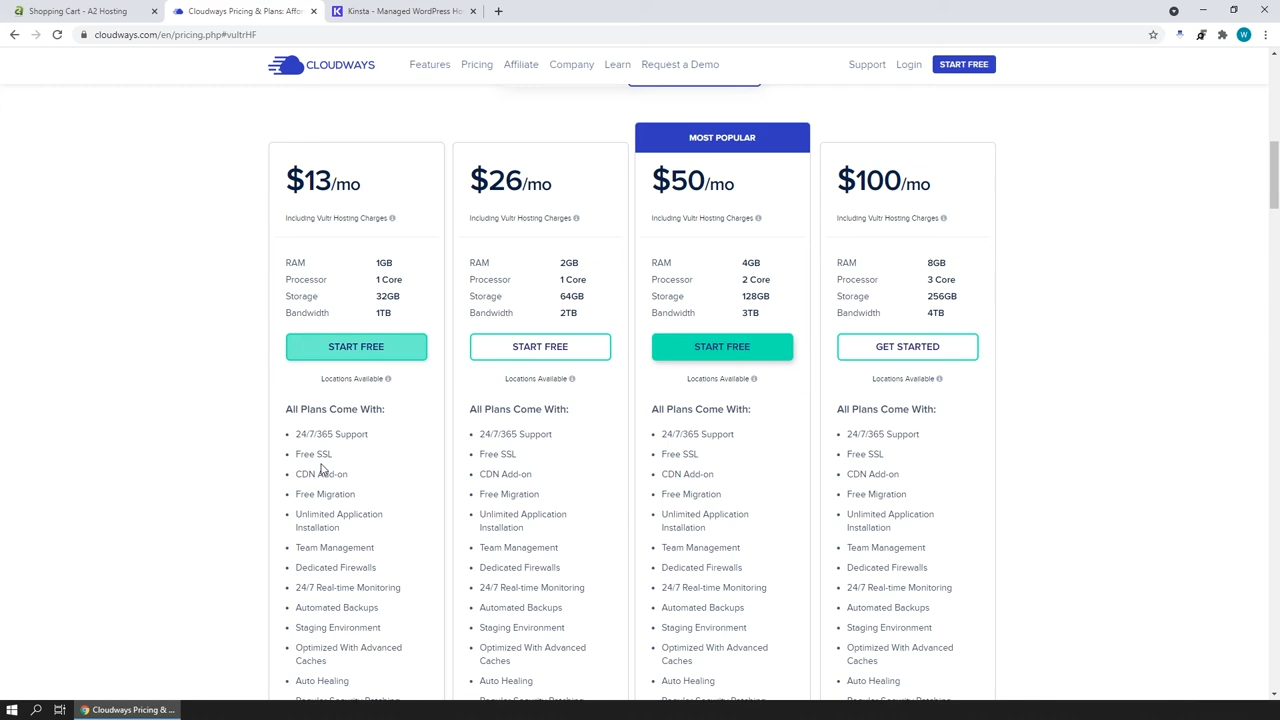 Shopping Cart - A2 Hosting
Cloudways Pricing & Plans: Affor
Kinsta - Managed WordPress Ho
cloudways.com/en/pricing.php#vultrHF
W
CLOUDWAYS
Features
Pricing
Affiliate
Company
Learn
Request a Demo
Support
Login
START FREE
MOST POPULAR
$13/mo
Including Vultr Hosting Charges
RAM 1GB
Processor 1 Core
Storage 32GB
Bandwidth 1TB
START FREE
Locations Available
All Plans Come With:
24/7/365 Support
Free SSL
CDN Add-on
Free Migration
Unlimited Application
Installation
Team Management
Dedicated Firewalls
24/7 Real-time Monitoring
Automated Backups
Staging Environment
Optimized With Advanced
Caches
Auto Healing
$26/mo
Including Vultr Hosting Charges
RAM 2GB
Processor 1 Core
Storage 64GB
Bandwidth 2TB
START FREE
Locations Available
All Plans Come With:
24/7/365 Support
Free SSL
CDN Add-on
Free Migration
Unlimited Application
Installation
Team Management
Dedicated Firewalls
24/7 Real-time Monitoring
Automated Backups
Staging Environment
Optimized With Advanced
Caches
Auto Healing
$50/mo
Including Vultr Hosting Charges
RAM 4GB
Processor 2 Core
Storage 128GB
Bandwidth 3TB
START FREE
Locations Available
All Plans Come With:
24/7/365 Support
Free SSL
CDN Add-on
Free Migration
Unlimited Application
Installation
Team Management
Dedicated Firewalls
24/7 Real-time Monitoring
Automated Backups
Staging Environment
Optimized With Advanced
Caches
Auto Healing
$100/mo
Including Vultr Hosting Charges
RAM 8GB
Processor 3 Core
Storage 256GB
Bandwidth 4TB
GET STARTED
Locations Available
All Plans Come With:
24/7/365 Support
Free SSL
CDN Add-on
Free Migration
Unlimited Application
Installation
Team Management
Dedicated Firewalls
24/7 Real-time Monitoring
Automated Backups
Staging Environment
Optimized With Advanced
Caches
Auto Healing
Cloudways Pricing & ...